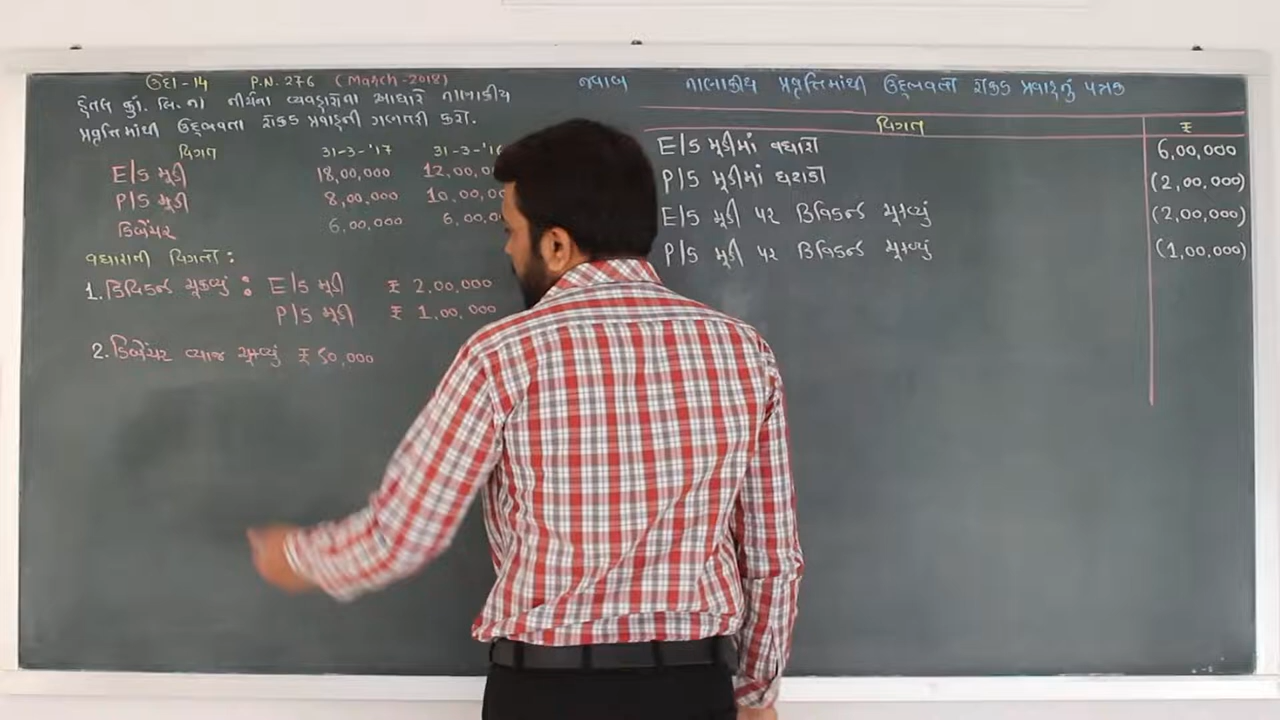 ઉદા-14 P.N. 276 (March-2018)
હેતલ કું. લિ. ના નીચેના વ્યવહારોના આધારે નાણાકીય
પ્રવૃત્તિમાંથી ઉદ્દભવતા રોકડ પ્રવાહની ગણતરી કરો.
વિગત 31-3-'17 31-3-'1
E/S મૂડી 18,00,000 12,00,
P/S મૂડી 8,00,000 10,00,00
ડિબેંચર 6,00,000 6,00,0
વધારાની વિગતો :
1. ડિવિડન્ડ ચૂકવ્યું : E/S મૂડી ₹ 2,00,000
P/S મૂડી ₹ 1,00,000
2. ડિબેંચર વ્યાજ ચૂકવ્યું ₹ 60,000
જવાબ નાણાકીય પ્રવૃત્તિમાંથી ઉદ્દભવતો રોકડ પ્રવાહનું પત્રક
વિગત ₹
E/S મૂડીમાં વધારો 6,00,000
P/S મૂડીમાં ઘટાડો (2,00,000)
E/S મૂડી પર ડિવિડન્ડ ચૂકવ્યું (2,00,000)
P/S મૂડી પર ડિવિડન્ડ ચૂકવ્યું (1,00,000)